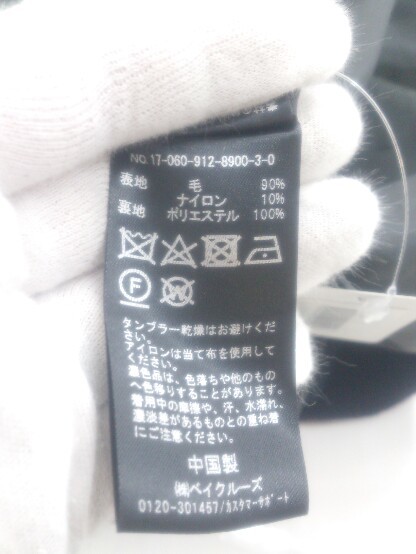 No.17-060-912-8900-3-0
表地 毛 90%
ナイロン 10%
裏地 ポリエステル 100%
F W
タンブラー乾燥はお避けくだ
さい。
アイロンは当て布を使用して
ください。
濃色品は、色落ちや他のもの
へ色移りすることがあります。
着用中の摩擦や、汗、水濡れ、
濃淡差があるものとの重ね着
にご注意ください。
中国製
㈱ベイクルーズ
0120-301457/カスタマーサポート